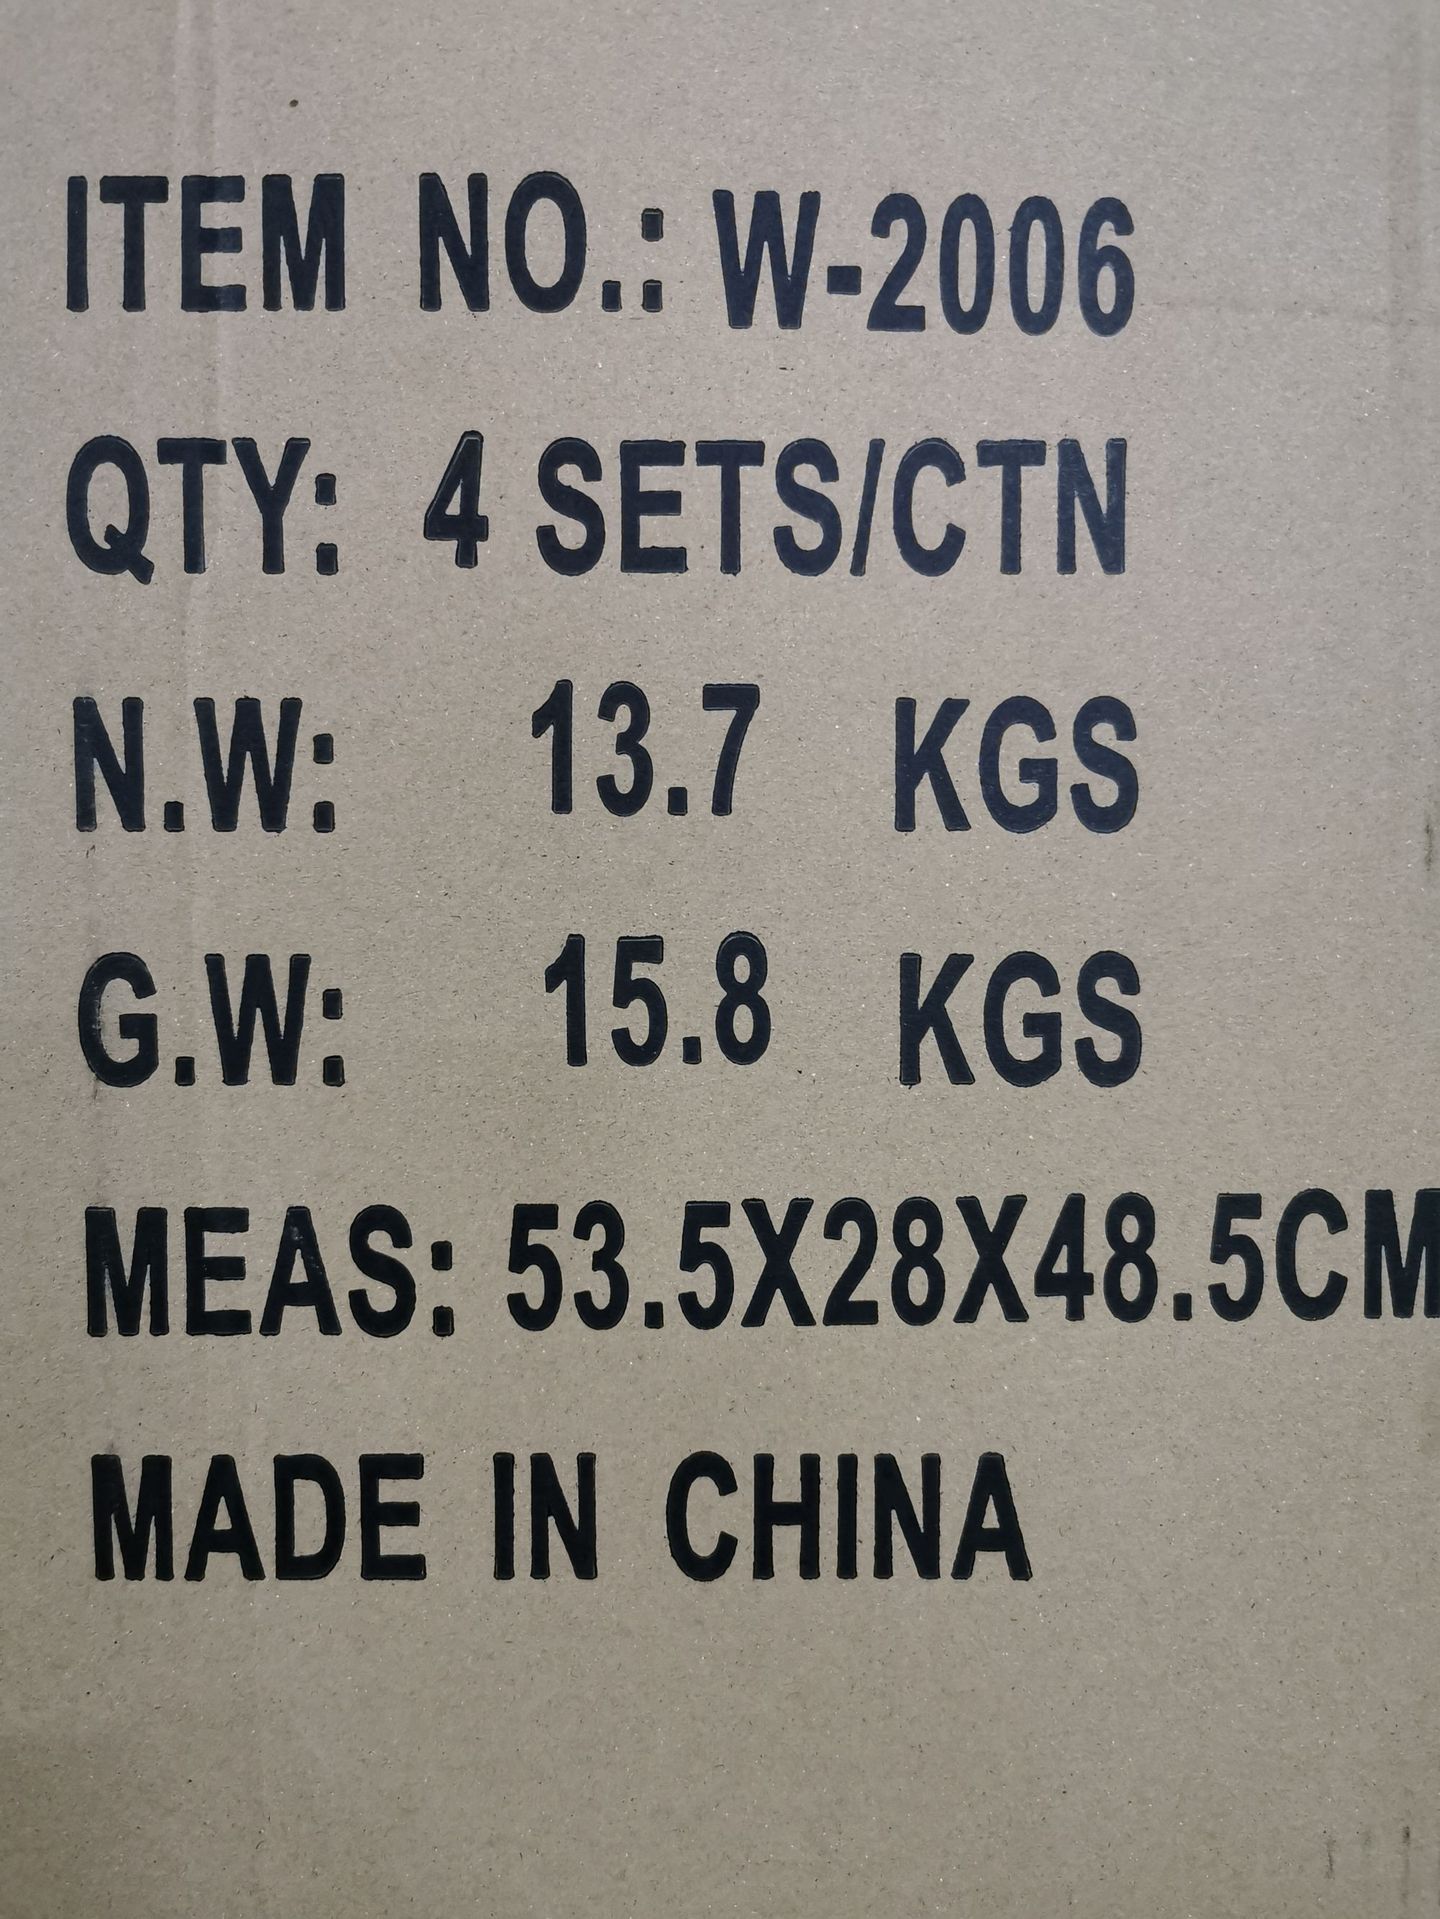 ITEM NO.: W-2006
QTY: 4 SETS/CTN
N.W: 13.7 KGS
G.W: 15.8 KGS
MEAS: 53.5X28X48.5CM
MADE IN CHINA